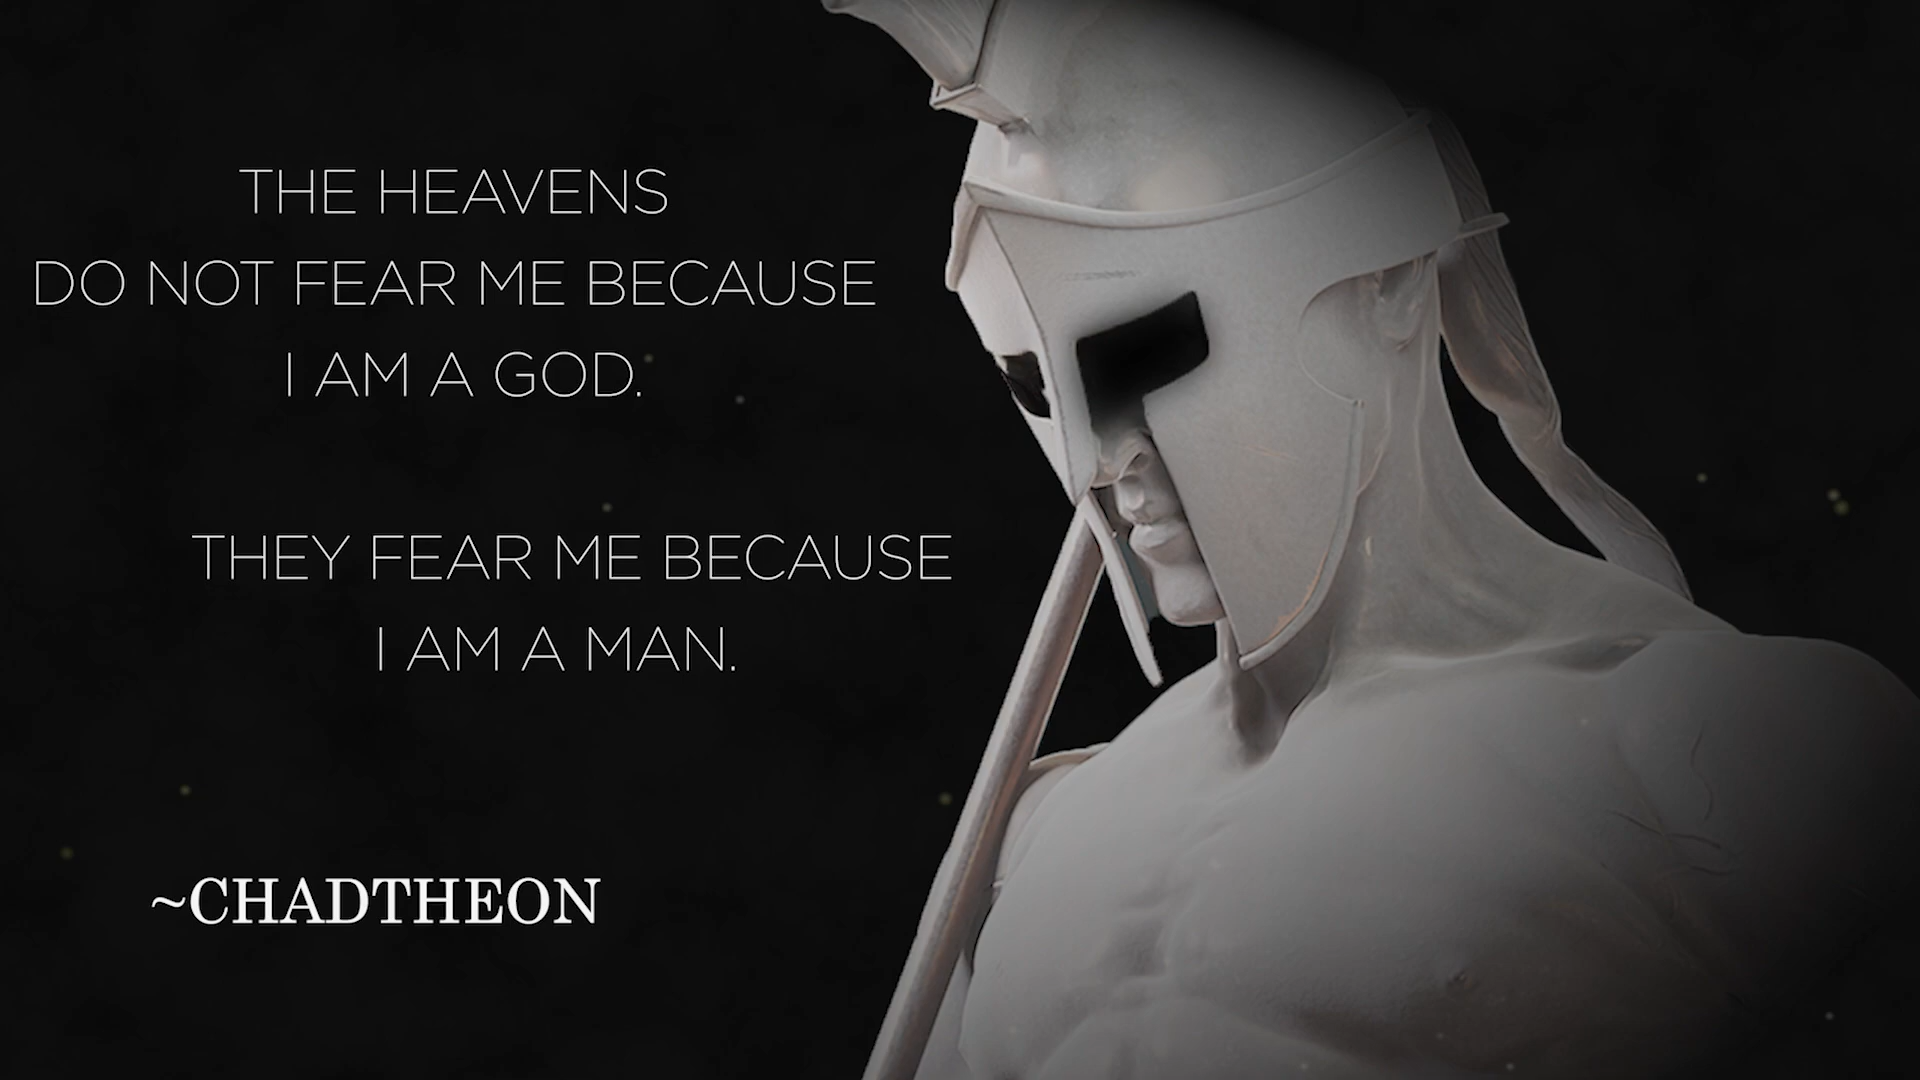 THE HEAVENS
DO NOT FEAR ME BECAUSE
I AM A GOD.
THEY FEAR ME BECAUSE
I AM A MAN.
~CHADTHEON